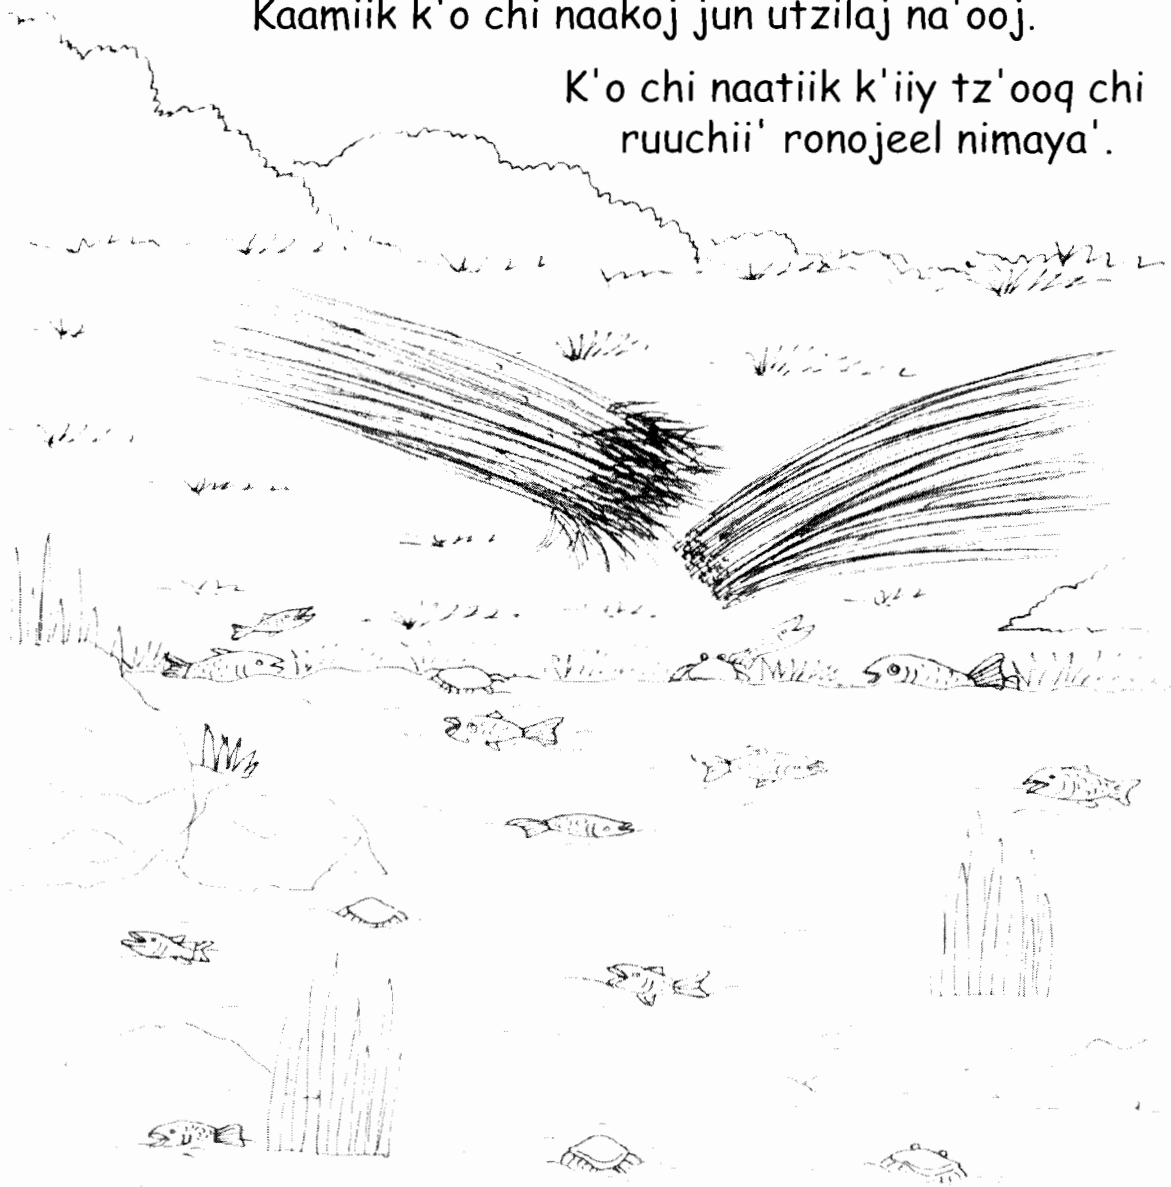 Kaamiik k'o chi naakoj jun utzilaj na'ooj.
K'o chi naatiik k'iiy tz'ooq chi
ruuchii' ronojeel nimaya'.